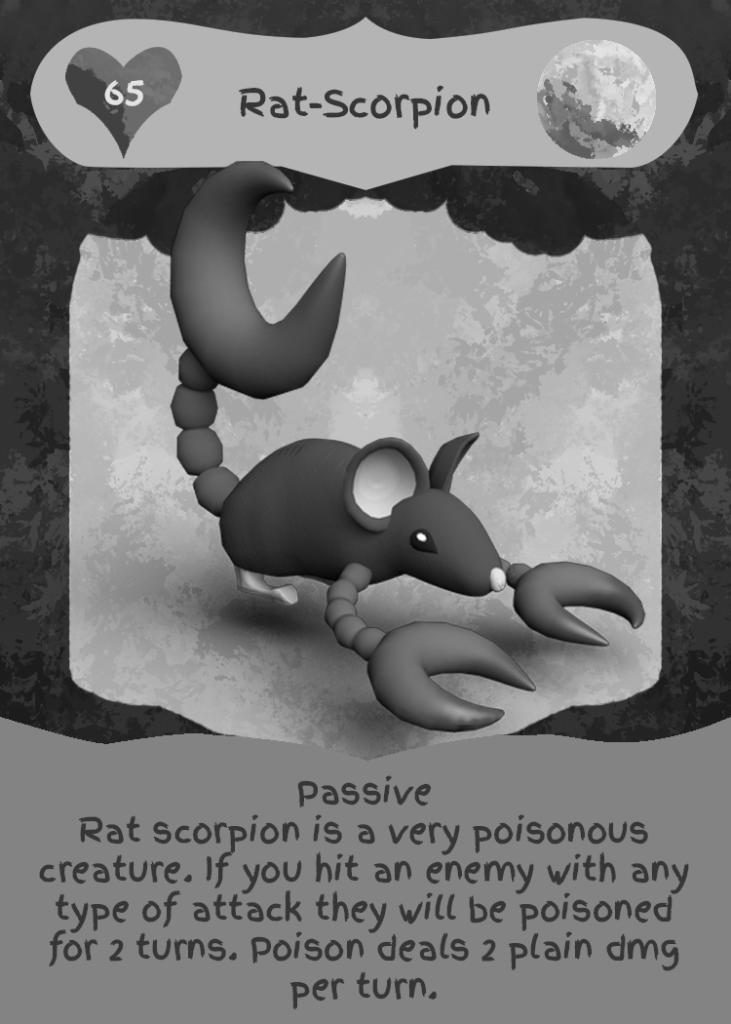 65
Rat-Scorpion
Passive
Rat scorpion is a very poisonous
creature. If you hit an enemy with any
type of attack they will be poisoned
for 2 turns. Poison deals 2 plain dmg
per turn.